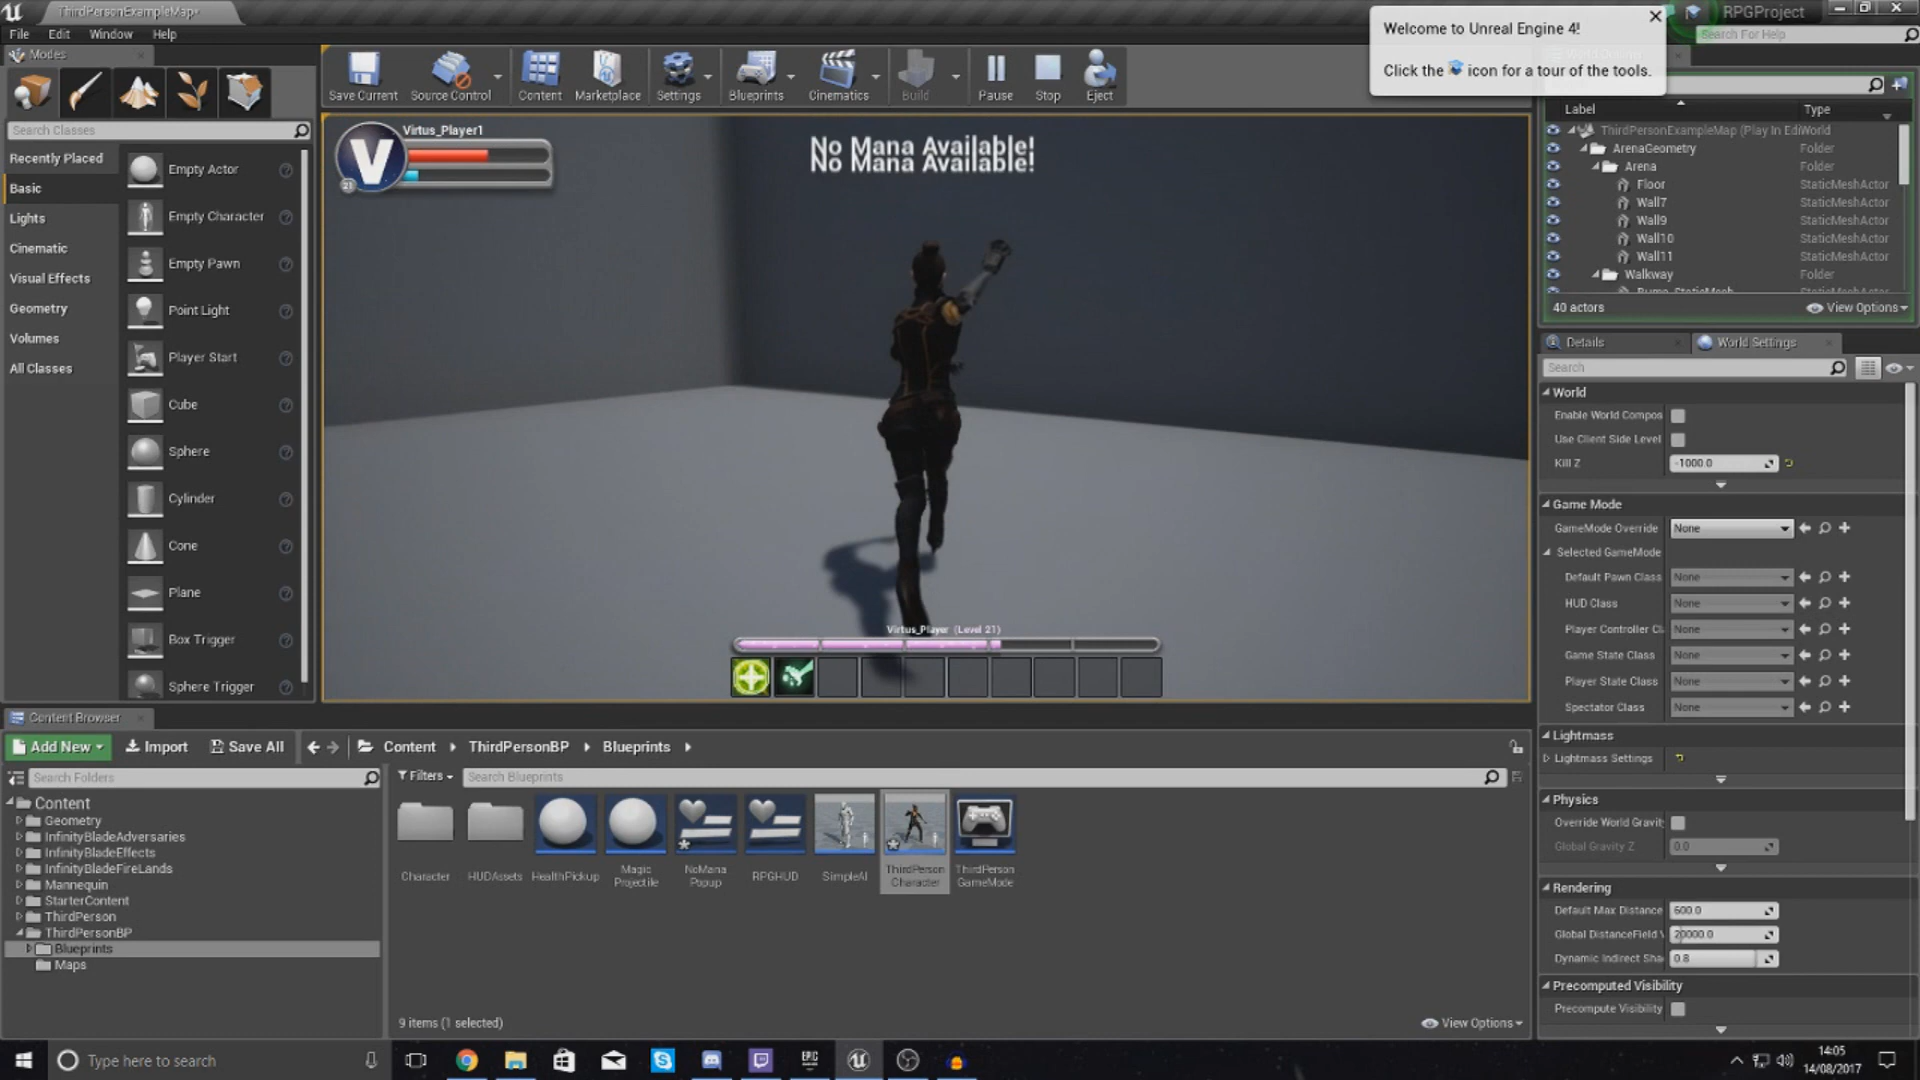 ThirdPersonExampleMap*
RPGProject
File Edit Window Help
Search For Help
Welcome to Unreal Engine 4!
Click the icon for a tour of the tools.
Modes
Save Current
Source Control
Content
Marketplace
Settings
Blueprints
Cinematics
Build
Pause
Stop
Eject
Search Classes
Recently Placed
Basic
Lights
Cinematic
Visual Effects
Geometry
Volumes
All Classes
Empty Actor
Empty Character
Empty Pawn
Point Light
Player Start
Cube
Sphere
Cylinder
Cone
Plane
Box Trigger
Sphere Trigger
Virtus_Player1
V
21
No Mana Available!
No Mana Available!
Virtus_Player (Level 21)
Label Type
ThirdPersonExampleMap (Play In Edi World
ArenaGeometry Folder
Arena Folder
Floor StaticMeshActor
Wall7 StaticMeshActor
Wall9 StaticMeshActor
Wall10 StaticMeshActor
Wall11 StaticMeshActor
Walkway Folder
Bump_StaticMesh StaticMeshActor
40 actors View Options
Details World Settings
Search
World
Enable World Compos
Use Client Side Level
Kill Z -1000.0
Game Mode
GameMode Override None
Selected GameMode
Default Pawn Class None
HUD Class None
Player Controller Cl None
Game State Class None
Player State Class None
Spectator Class None
Lightmass
Lightmass Settings
Physics
Override World Gravit
Global Gravity Z 0.0
Rendering
Default Max Distance 600.0
Global DistanceField V 20000.0
Dynamic Indirect Sha 0.8
Precomputed Visibility
Precompute Visibility
Content Browser
Add New Import Save All Content ThirdPersonBP Blueprints
Search Folders
Filters Search Blueprints
Content
Geometry
InfinityBladeAdversaries
InfinityBladeEffects
InfinityBladeFireLands
Mannequin
StarterContent
ThirdPerson
ThirdPersonBP
Blueprints
Maps
Character
HUDAssets
HealthPickup
Magic
Projectile
NoMana
Popup
RPGHUD
SimpleAI
ThirdPerson
Character
ThirdPerson
GameMode
9 items (1 selected) View Options
Type here to search
EPIC
14:05
14/08/2017